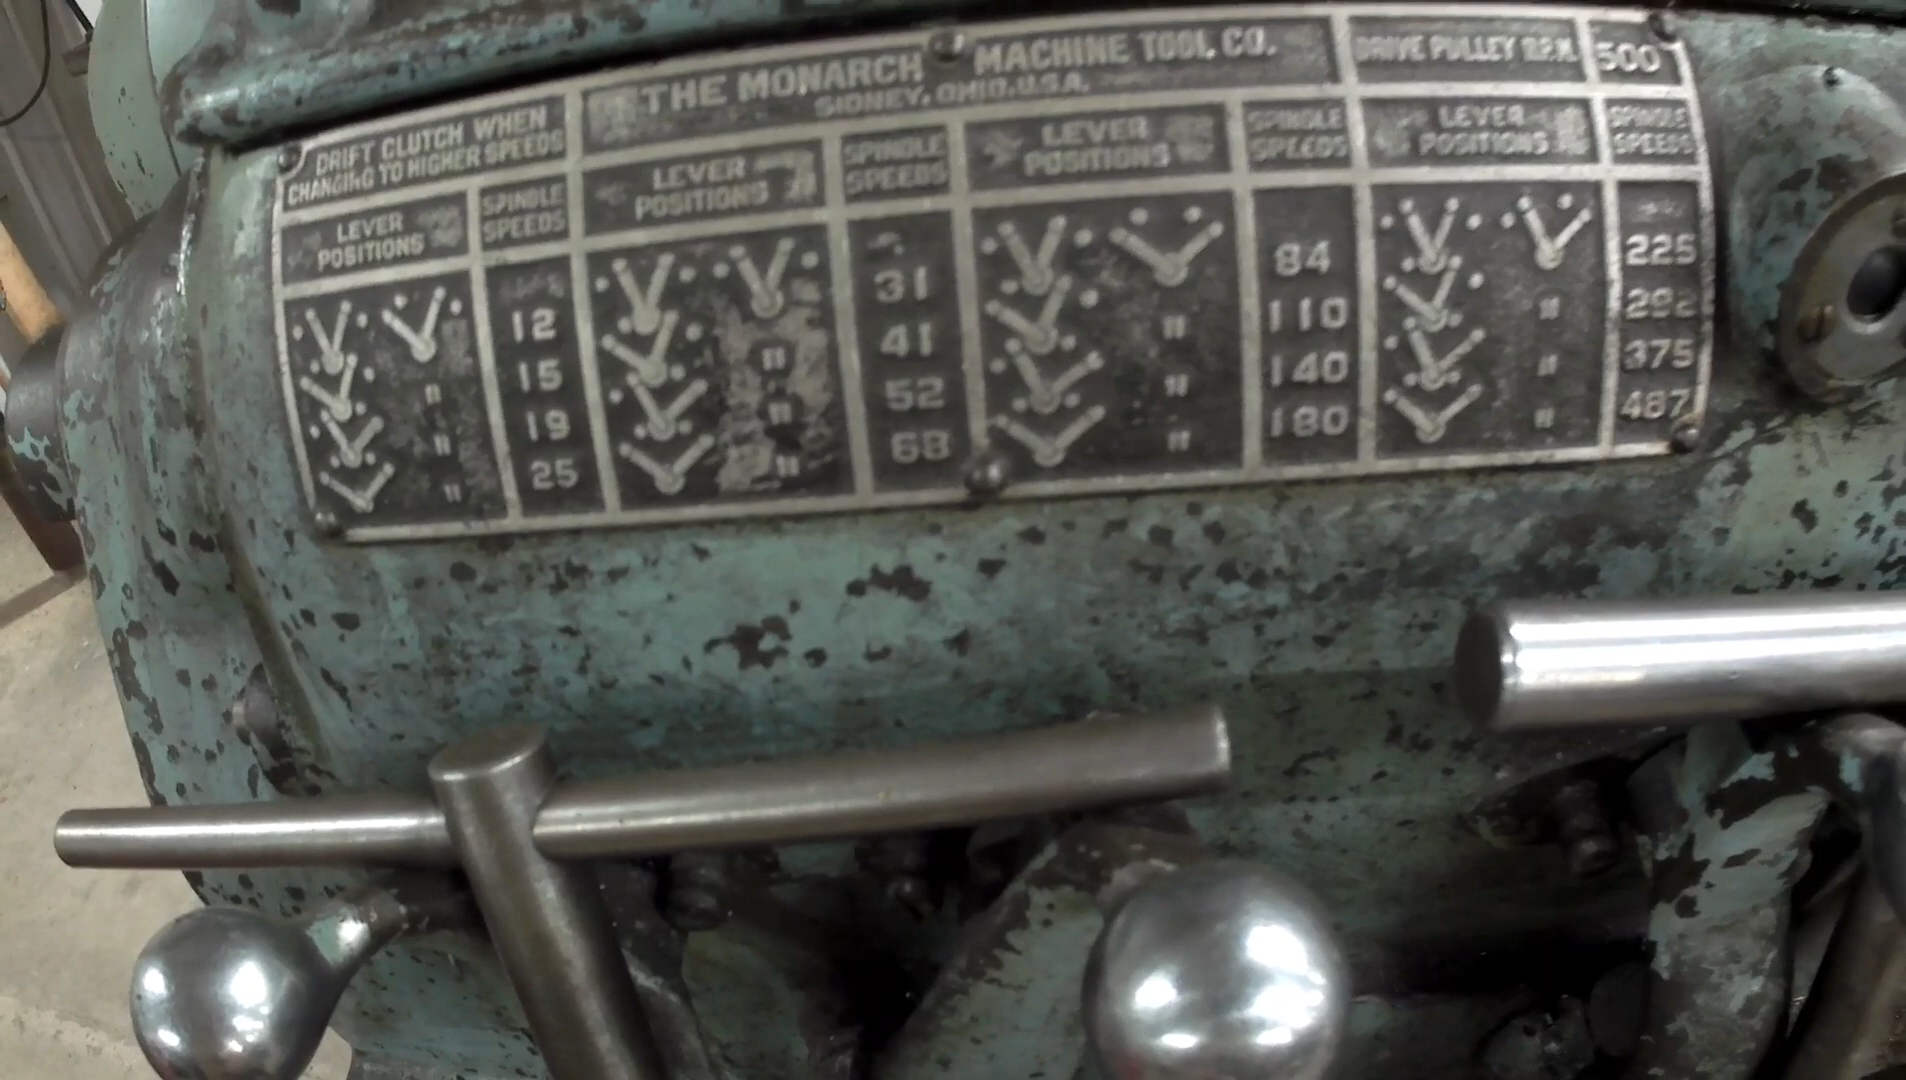 THE MONARCH MACHINE TOOL CO.
SIDNEY, OHIO, U.S.A.
DRIVE PULLEY R.P.M. 500
DRIFT CLUTCH WHEN
CHANGING TO HIGHER SPEEDS
LEVER POSITIONS
SPINDLE SPEEDS
12
15
19
25
LEVER POSITIONS
SPINDLE SPEEDS
31
41
52
68
LEVER POSITIONS
SPINDLE SPEEDS
84
110
140
180
LEVER POSITIONS
SPINDLE SPEEDS
225
292
375
487